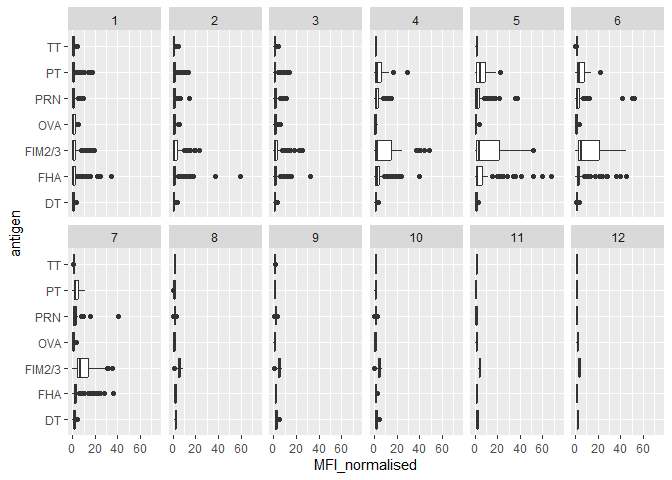 1 2 3 4 5 6
TT
PT
PRN
OVA
FIM2/3
FHA
DT
antigen
7 8 9 10 11 12
TT
PT
PRN
OVA
FIM2/3
FHA
DT
0 20 40 60 0 20 40 60 0 20 40 60 0 20 40 60 0 20 40 60 0 20 40 60
MFI_normalised